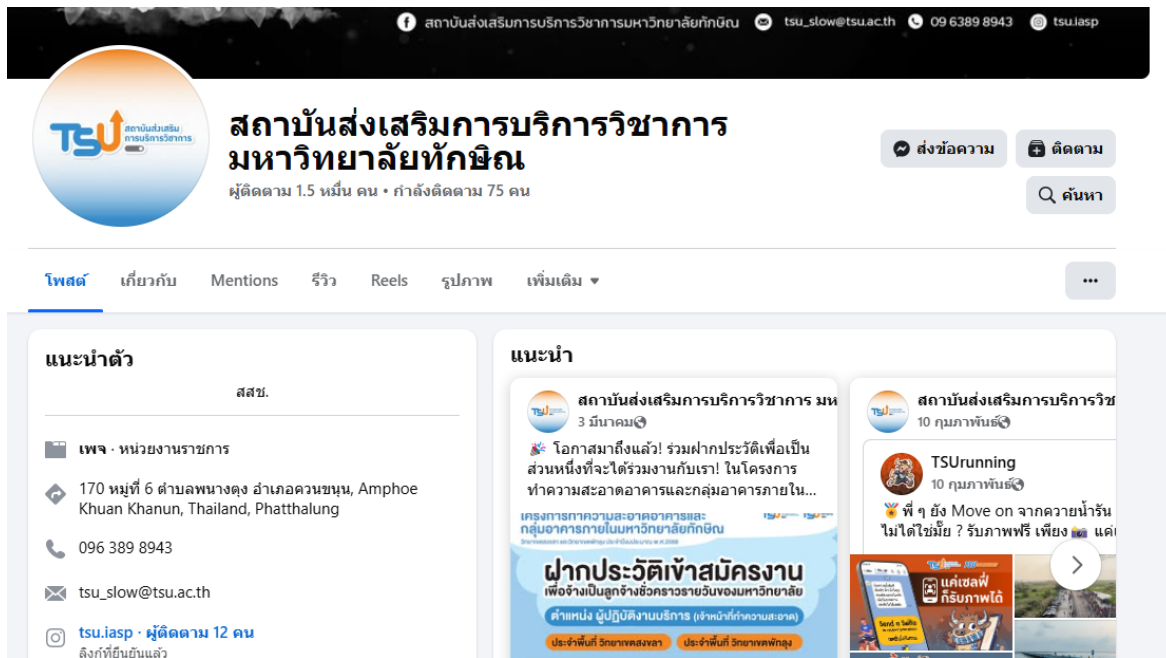 สถาบันส่งเสริมการบริการวิชาการมหาวิทยาลัยทักษิณ tsu_slow@tsu.ac.th 09 6389 8943 tsu.iasp
TSU สถาบันส่งเสริม
การบริการวิชาการ
สถาบันส่งเสริมการบริการวิชาการ
มหาวิทยาลัยทักษิณ
ผู้ติดตาม 1.5 หมื่น คน • กำลังติดตาม 75 คน
ส่งข้อความ
ติดตาม
ค้นหา
โพสต์ เกี่ยวกับ Mentions รีวิว Reels รูปภาพ เพิ่มเติม
แนะนำตัว
สสช.
เพจ · หน่วยงานราชการ
170 หมู่ที่ 6 ตำบลพนางตุง อำเภอควนขนุน, Amphoe
Khuan Khanun, Thailand, Phatthalung
096 389 8943
tsu_slow@tsu.ac.th
tsu.iasp · ผู้ติดตาม 12 คน
ลิงก์ที่ยืนยันแล้ว
แนะนำ
สถาบันส่งเสริมการบริการวิชาการ มห
3 มีนาคม
🎉 โอกาสมาถึงแล้ว! ร่วมฝากประวัติเพื่อเป็น
ส่วนหนึ่งที่จะได้ร่วมงานกับเรา! ในโครงการ
ทำความสะอาดอาคารและกลุ่มอาคารภายใน...
โครงการทำความสะอาดอาคารและ
กลุ่มอาคารภายในมหาวิทยาลัยทักษิณ
ฝากประวัติเข้าสมัครงาน
เพื่อจ้างเป็นลูกจ้างชั่วคราวรายวันของมหาวิทยาลัย
ตำแหน่ง ผู้ปฏิบัติงานบริการ (เจ้าหน้าที่ทำความสะอาด)
ประจำพื้นที่ วิทยาเขตสงขลา ประจำพื้นที่ วิทยาเขตพัทลุง
สถาบันส่งเสริมการบริการวิช
10 กุมภาพันธ์
TSUrunning
10 กุมภาพันธ์
🥇พี่ ๆ ยัง Move on จากควายน้ำรัน
ไม่ได้ใช่มั้ย ? รับภาพฟรี เพียง 📸 แค่
แค่เซลฟี่
ก็รับภาพได้
Send a Selfie